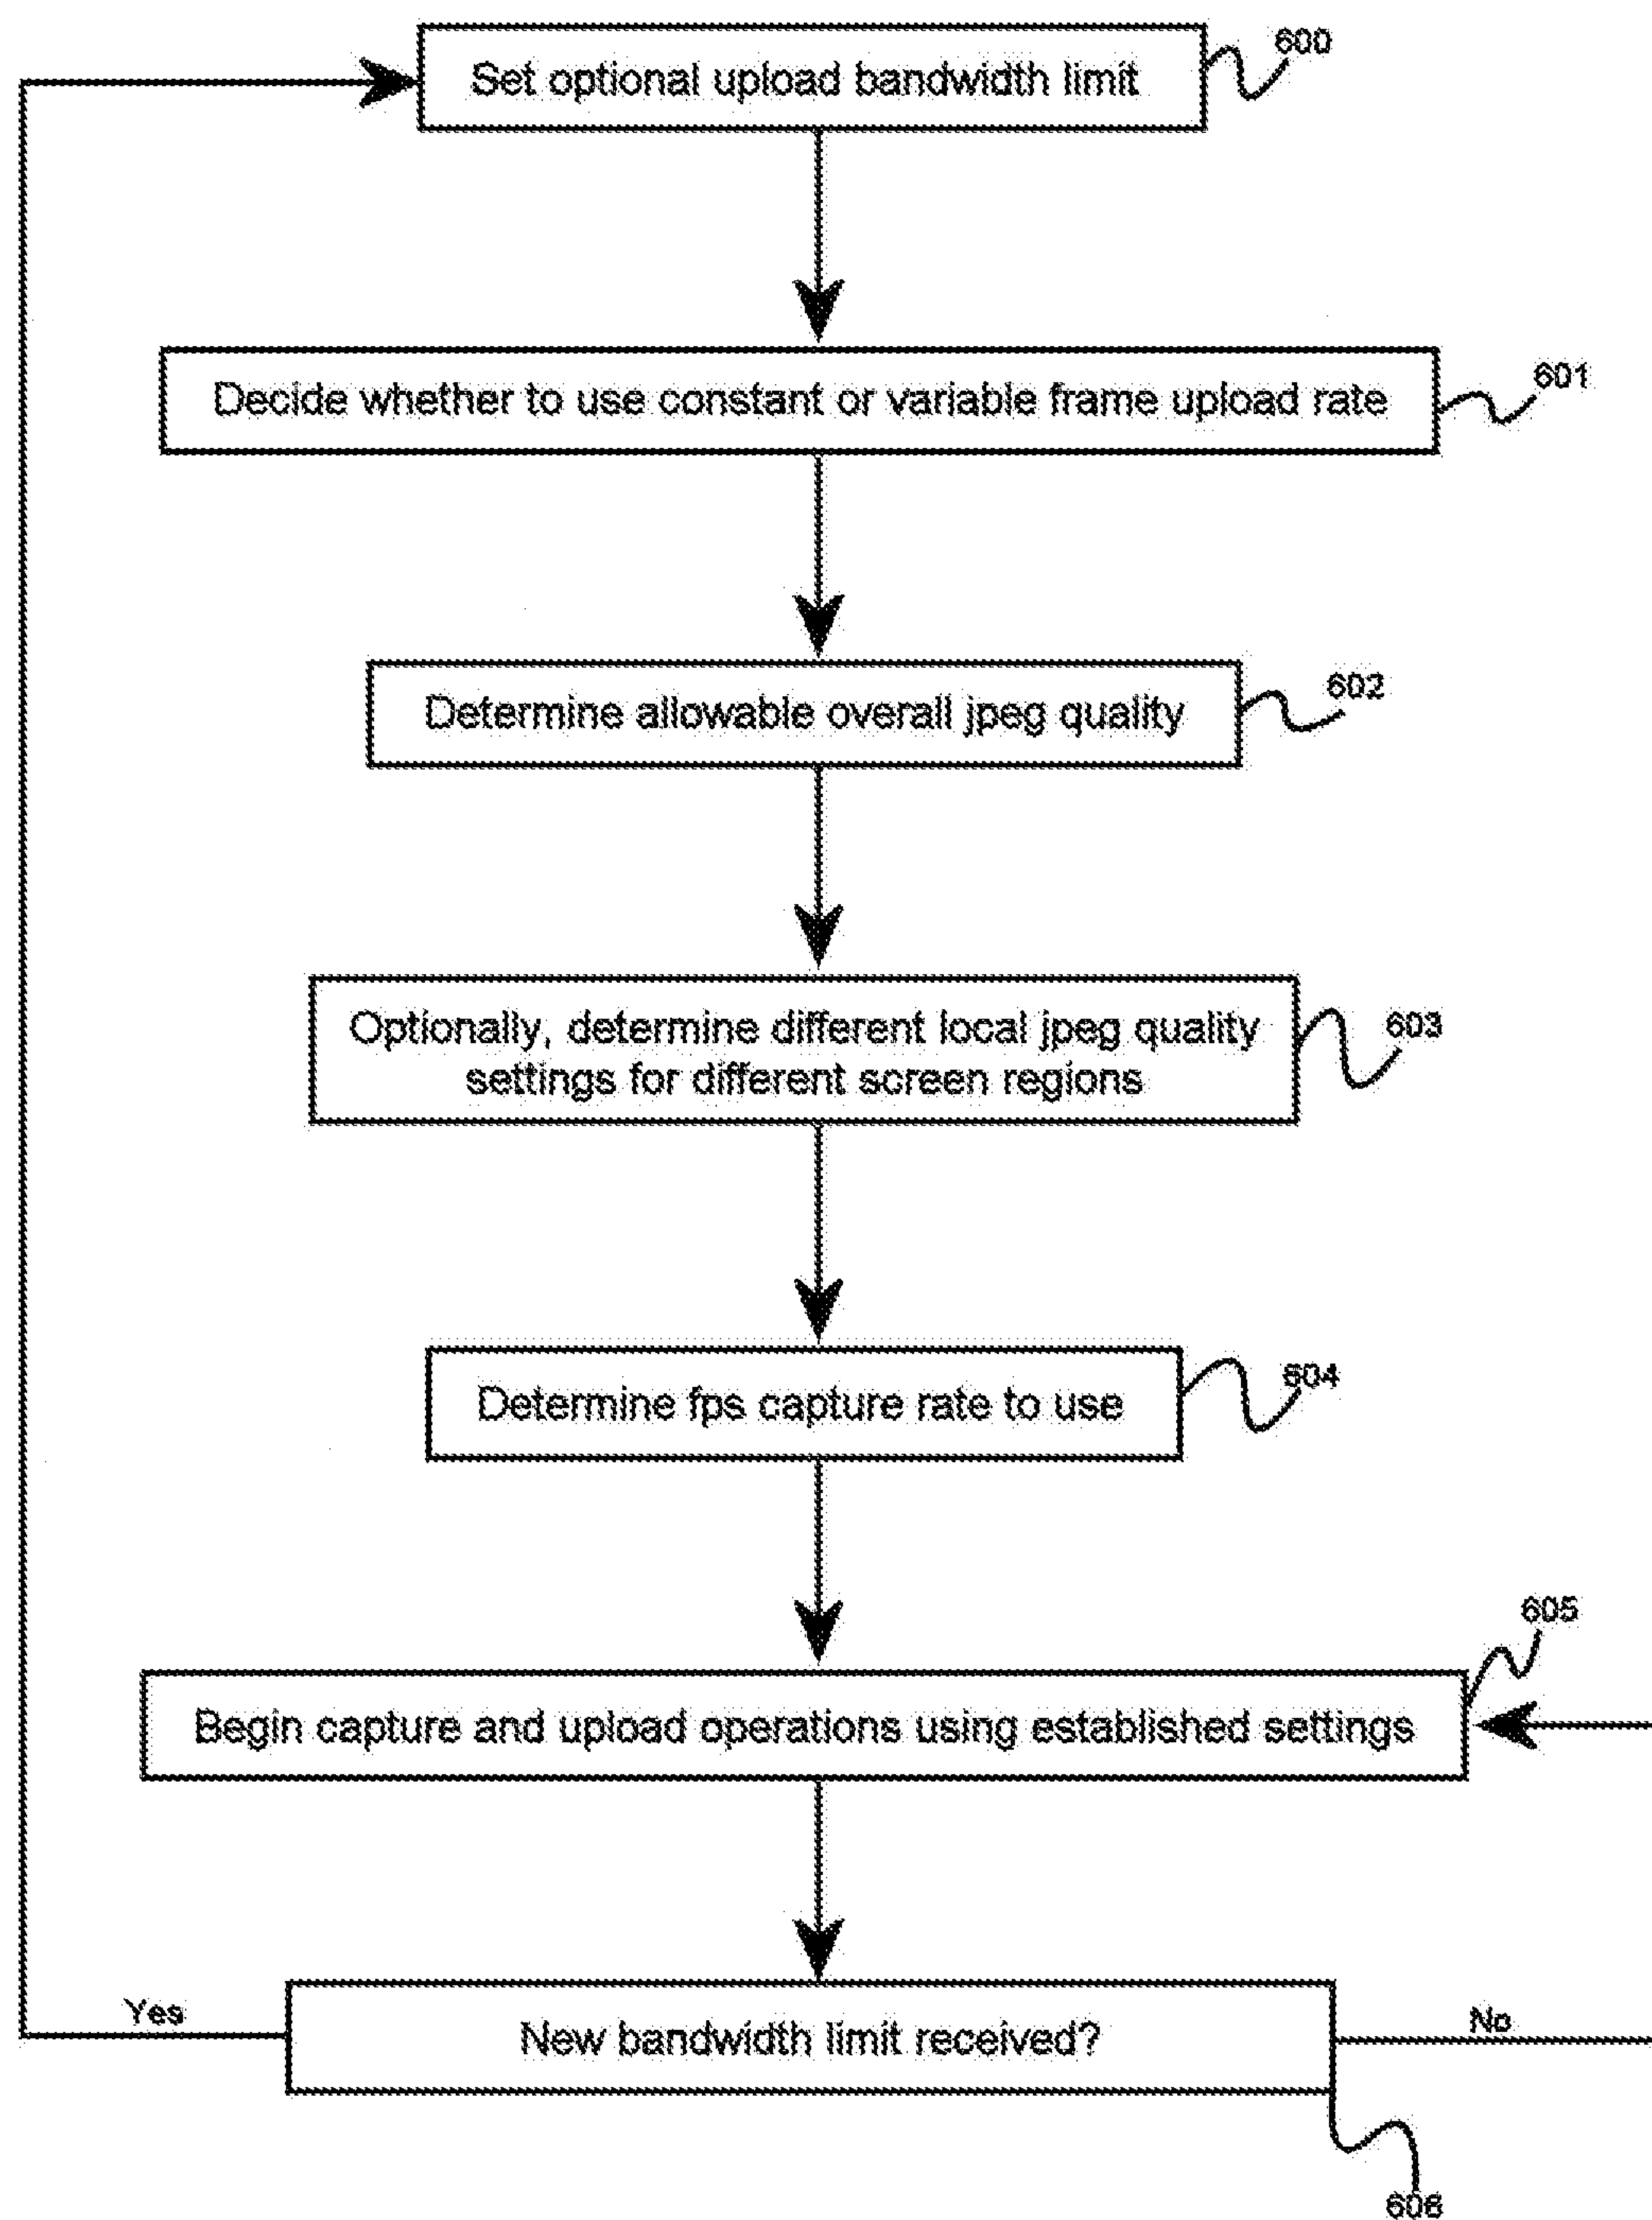 Set optional upload bandwidth limit
600
Decide whether to use constant or variable frame upload rate
601
Determine allowable overall jpeg quality
602
Optionally, determine different local jpeg quality
settings for different screen regions
603
Determine fps capture rate to use
604
605
Begin capture and upload operations using established settings
Yes
New bandwidth limit received?
No
606